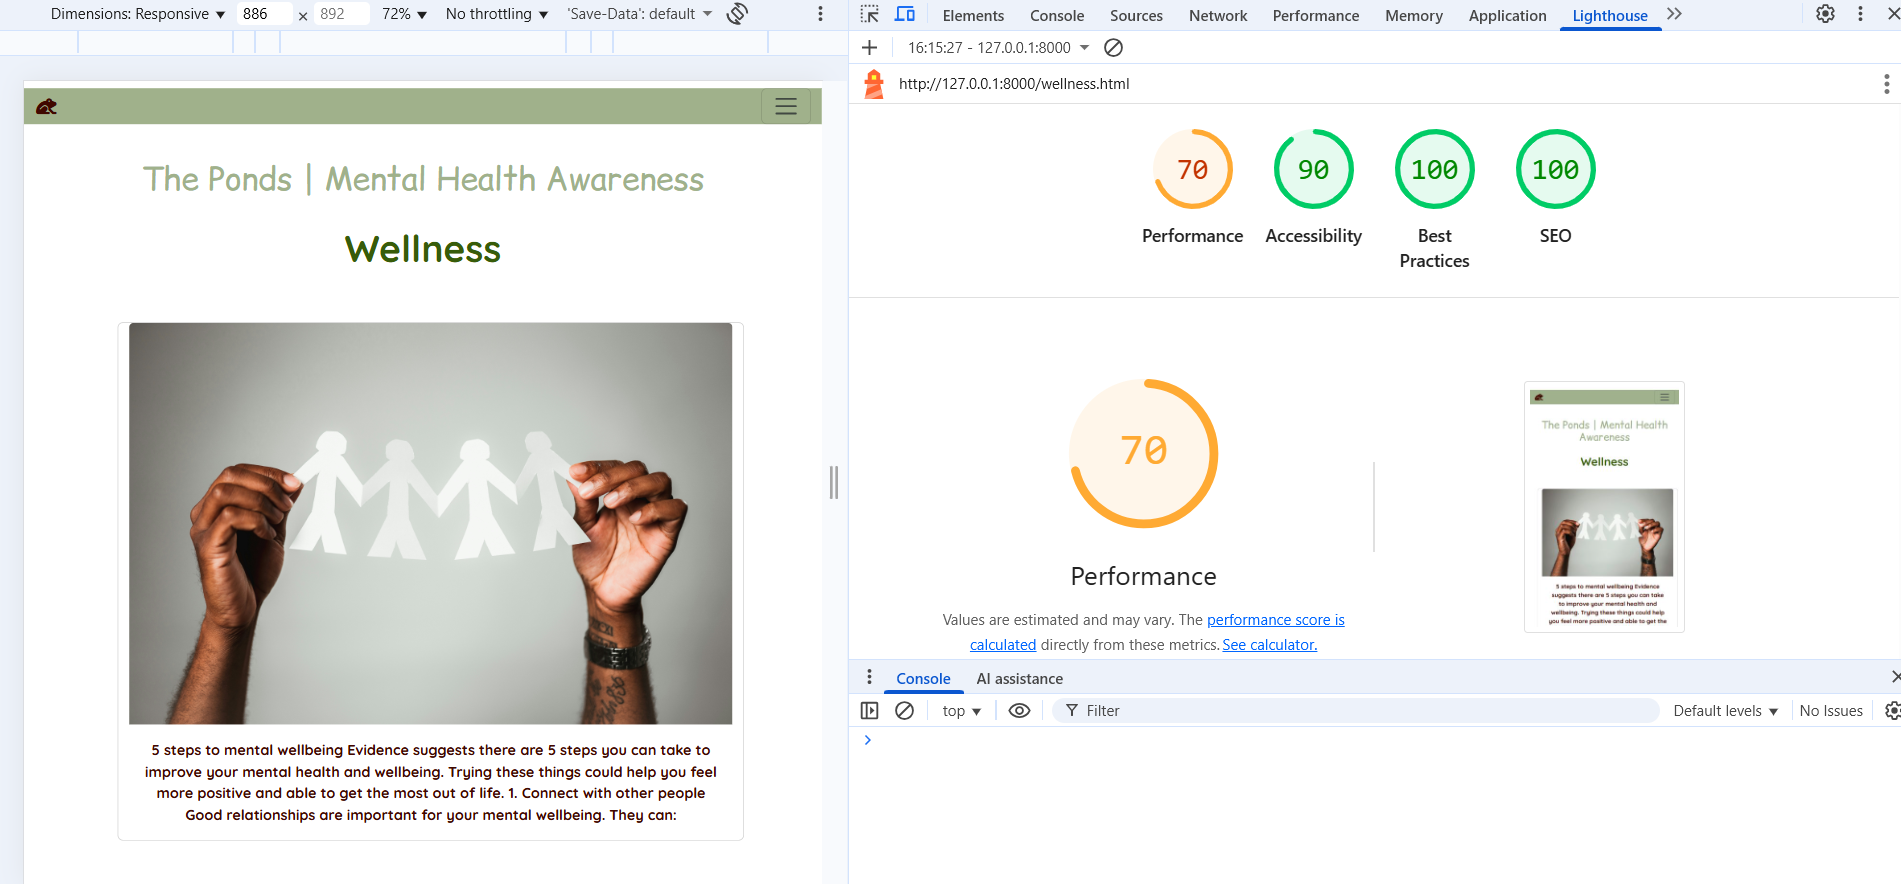 Dimensions: Responsive ▼ 886 × 892 72% ▼ No throttling ▼ 'Save-Data': default ▼
Elements Console Sources Network Performance Memory Application Lighthouse
16:15:27 - 127.0.0.1:8000
http://127.0.0.1:8000/wellness.html
The Ponds | Mental Health Awareness
Wellness
5 steps to mental wellbeing Evidence suggests there are 5 steps you can take to
improve your mental health and wellbeing. Trying these things could help you feel
more positive and able to get the most out of life. 1. Connect with other people
Good relationships are important for your mental wellbeing. They can:
70 90 100 100
Performance Accessibility Best Practices SEO
70
Performance
Values are estimated and may vary. The performance score is
calculated directly from these metrics. See calculator.
The Ponds | Mental Health
Awareness
Wellness
5 steps to mental wellbeing Evidence
suggests there are 5 steps you can take
to improve your mental health and
wellbeing. Trying these things could help
you feel more positive and able to get the
Console AI assistance
top ▼ Filter Default levels ▼ No Issues